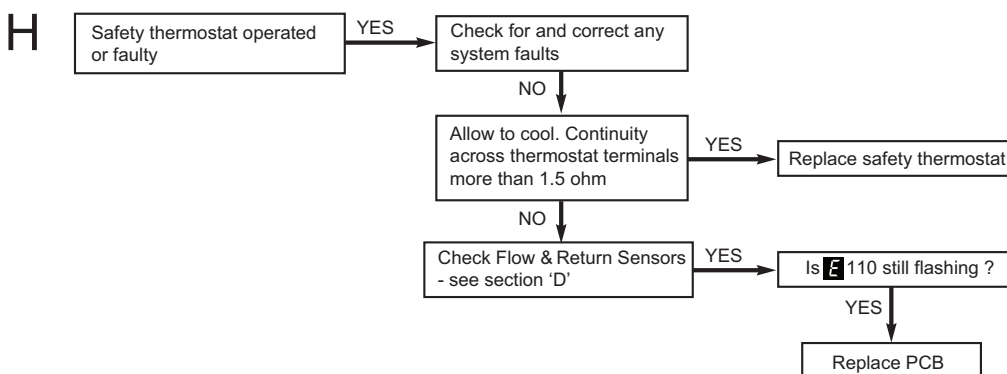 H
Safety thermostat operated
or faulty
YES
Check for and correct any
system faults
NO
Allow to cool. Continuity
across thermostat terminals
more than 1.5 ohm
YES
Replace safety thermostat
NO
Check Flow & Return Sensors
- see section ‘D’
YES
Is E 110 still flashing ?
YES
Replace PCB